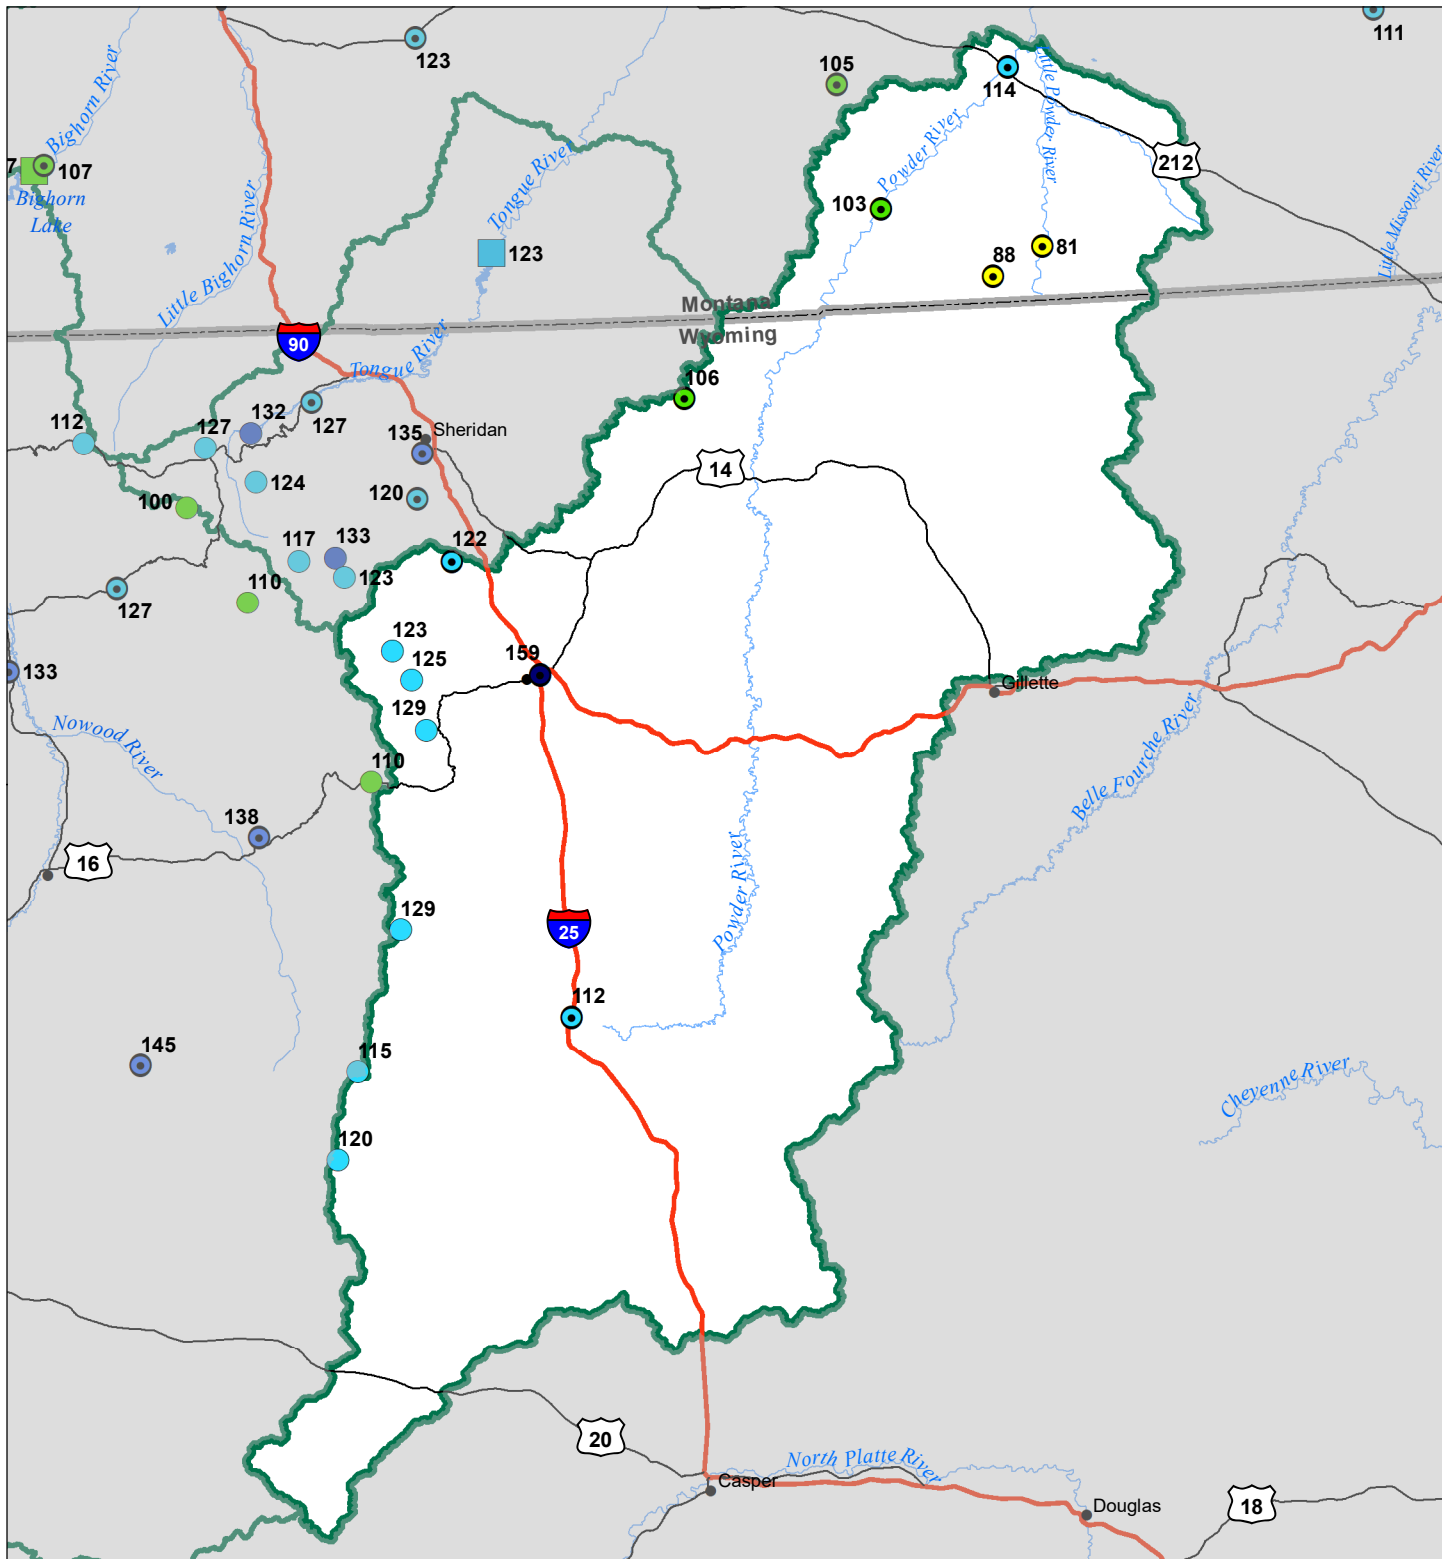 123
111
Bighorn River
105
114
Little Powder River
7
107
Bighorn
Lake
Powder River
212
Tongue River
103
Little Missouri River
Little Bighorn River
123
88
81
Montana
Wyoming
90
Tongue River
106
112
127
132
127
135
Sheridan
14
124
120
100
117
133
123
122
110
127
123
125
159
133
Gillette
129
Nowood River
110
Belle Fourche River
138
16
Powder River
129
25
112
145
115
Cheyenne River
120
20
North Platte River
Casper
Douglas
18